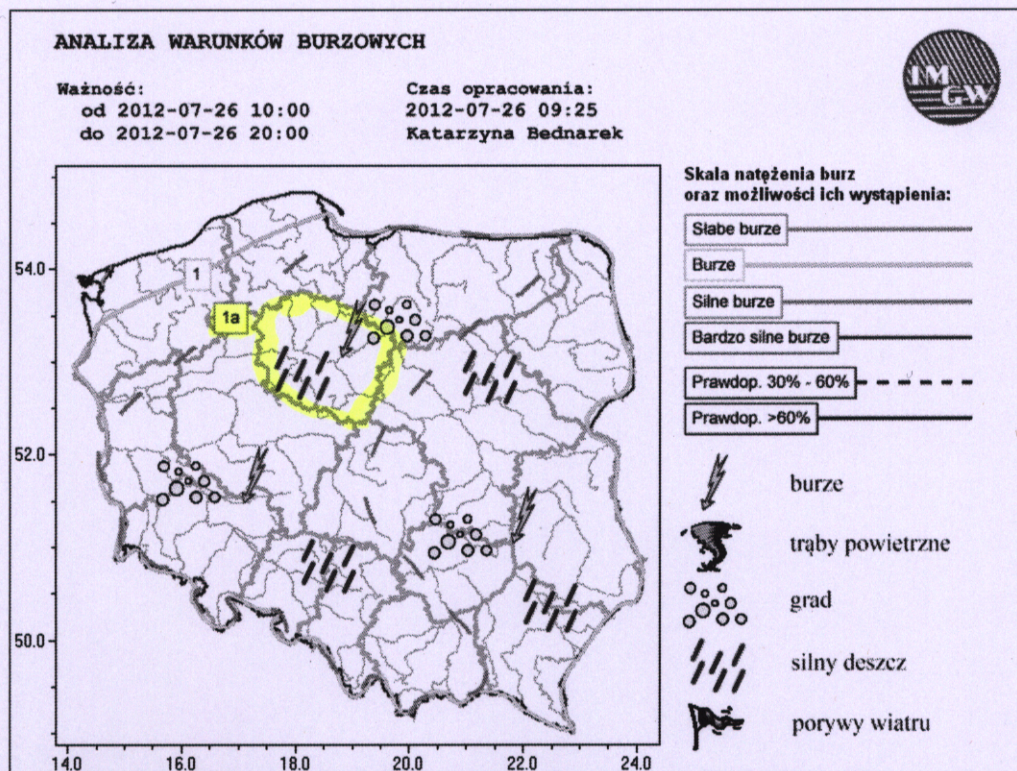 ANALIZA WARUNKÓW BURZOWYCH
Ważność:
od 2012-07-26 10:00
do 2012-07-26 20:00
Czas opracowania:
2012-07-26 09:25
Katarzyna Bednarek
IM
GW
54.0
52.0
50.0
14.0 16.0 18.0 20.0 22.0 24.0
1
1a
Skala natężenia burz
oraz możliwości ich wystąpienia:
Słabe burze
Burze
Silne burze
Bardzo silne burze
Prawdop. 30% - 60%
Prawdop. >60%
burze
trąby powietrzne
grad
silny deszcz
porywy wiatru